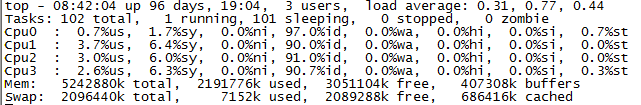 top - 08:42:04 up 96 days, 19:04,  3 users,  load average: 0.31, 0.77, 0.44
Tasks: 102 total,   1 running, 101 sleeping,   0 stopped,   0 zombie
Cpu0  :  0.7%us,  1.7%sy,  0.0%ni, 97.0%id,  0.0%wa,  0.0%hi,  0.0%si,  0.7%st
Cpu1  :  3.7%us,  6.4%sy,  0.0%ni, 90.0%id,  0.0%wa,  0.0%hi,  0.0%si,  0.0%st
Cpu2  :  3.0%us,  6.0%sy,  0.0%ni, 91.0%id,  0.0%wa,  0.0%hi,  0.0%si,  0.0%st
Cpu3  :  2.6%us,  6.3%sy,  0.0%ni, 90.7%id,  0.0%wa,  0.0%hi,  0.0%si,  0.3%st
Mem:   5242880k total,  2191776k used,  3051104k free,   407308k buffers
Swap:  2096440k total,     7152k used,  2089288k free,   686416k cached